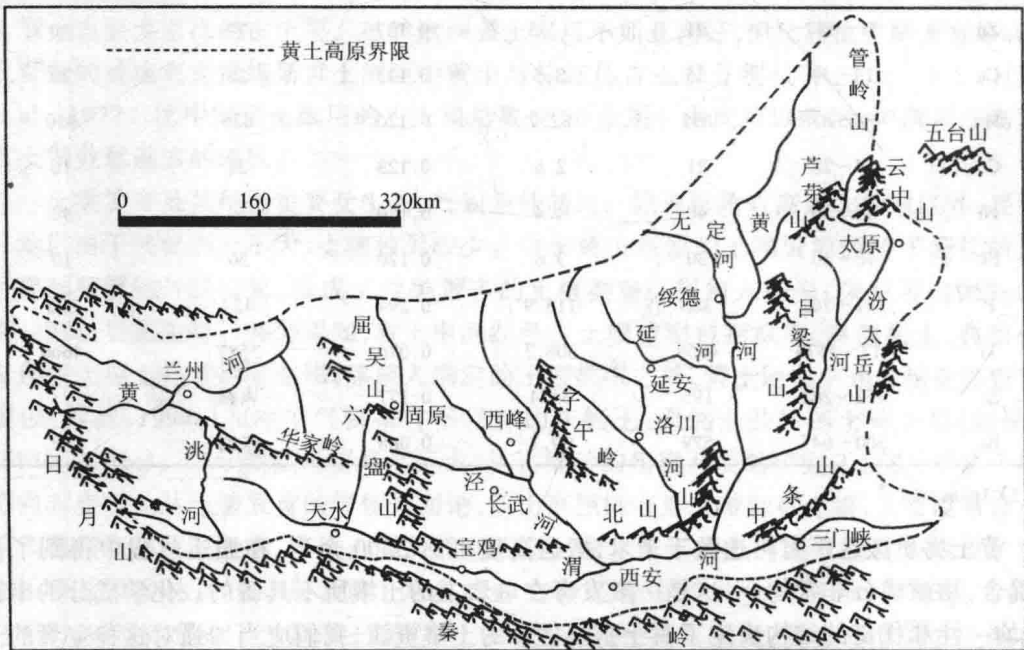 黄土高原界限
0 160 320km
管岭山
五台山
芦芽山
云中山
太原
无定河
黄河
绥德
吕梁山
汾河
太岳山
延河
延安
屈吴山
黄河
兰州
六盘山
固原
西峰
子午岭
洛川
洛河
华家岭
洮河
日月山
泾河
长武
北山
中条山
天水
宝鸡
渭河
西安
三门峡
秦岭